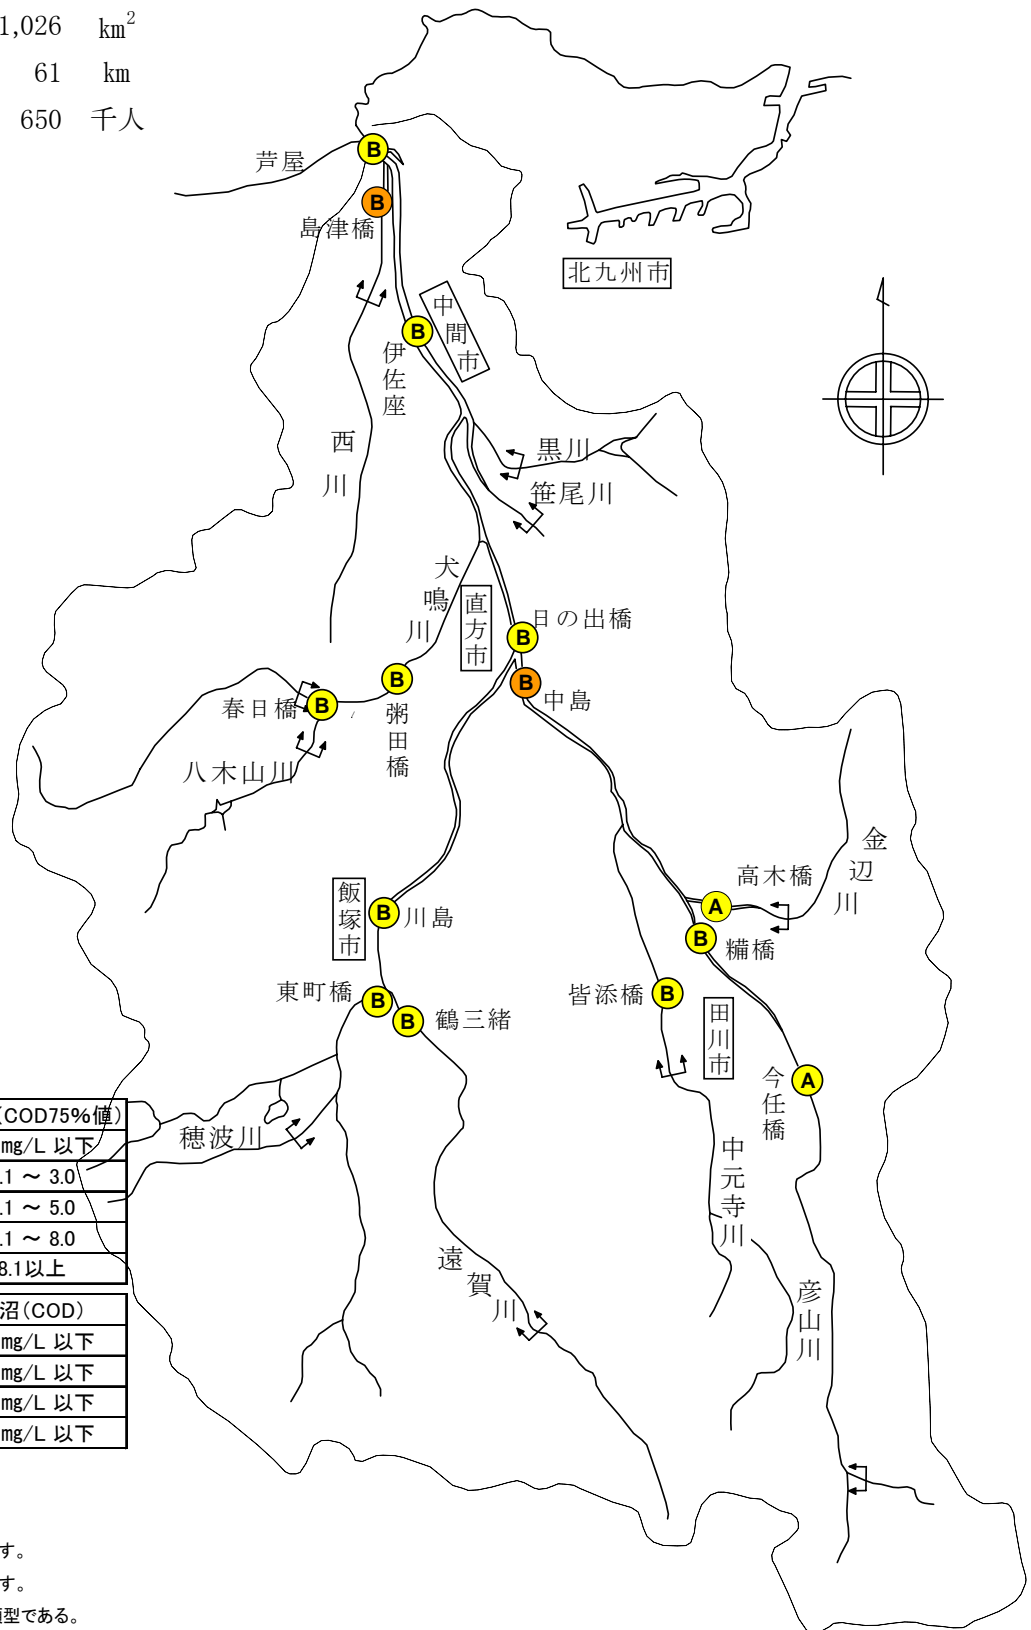 1,026 km²
61 km
650 千人
芦屋
B
B
島津橋
北九州市
中間市
B
伊佐座
西川
黒川
笹尾川
犬鳴川
直方市
日の出橋
B
B
中島
B
粥田橋
春日橋
B
八木山川
金辺川
高木橋
A
飯塚市
B
川島
B
糒橋
東町橋
B
B
鶴三緒
皆添橋
B
田川市
今任橋
A
穂波川
中元寺川
遠賀川
彦山川
(COD75%値)
mg/L 以下
.1 ～ 3.0
.1 ～ 5.0
.1 ～ 8.0
8.1以上
沼(COD)
mg/L 以下
mg/L 以下
mg/L 以下
mg/L 以下
す。
す。
型である。